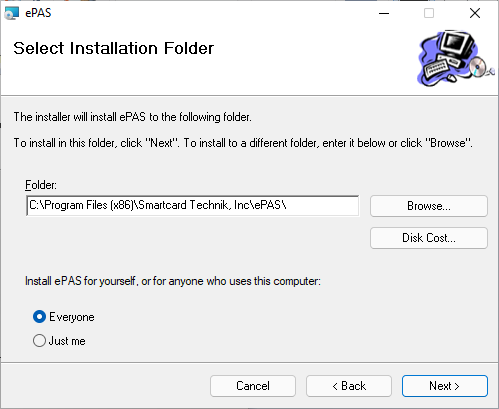 ePAS
Select Installation Folder
The installer will install ePAS to the following folder.
To install in this folder, click "Next". To install to a different folder, enter it below or click "Browse".
Folder:
C:\Program Files (x86)\Smartcard Technik, Inc\ePAS\
Browse...
Disk Cost...
Install ePAS for yourself, or for anyone who uses this computer:
Everyone
Just me
Cancel
< Back
Next >